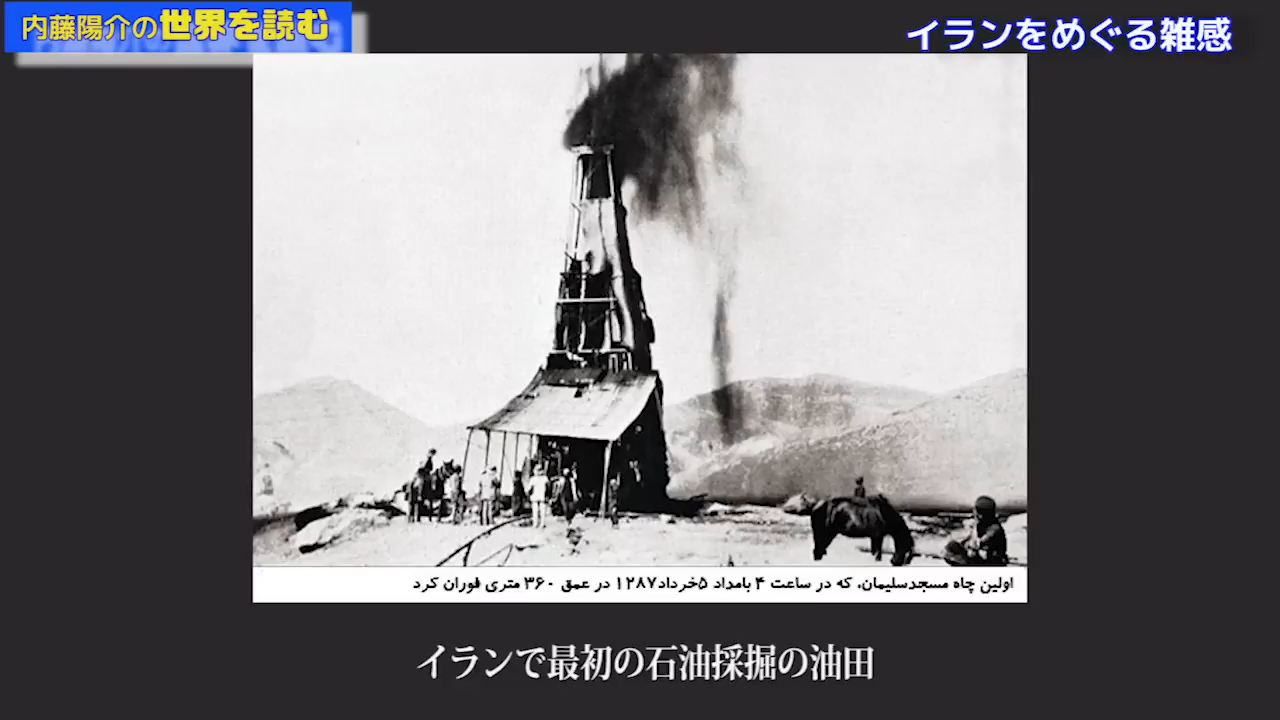 内藤陽介の世界を読む
イランをめぐる雑感
اولین چاه مسجدسلیمان، که در ساعت ۴ بامداد ۵خرداد۱۲۸۷ در عمق ۳۶۰ متری فوران کرد
イランで最初の石油採掘の油田